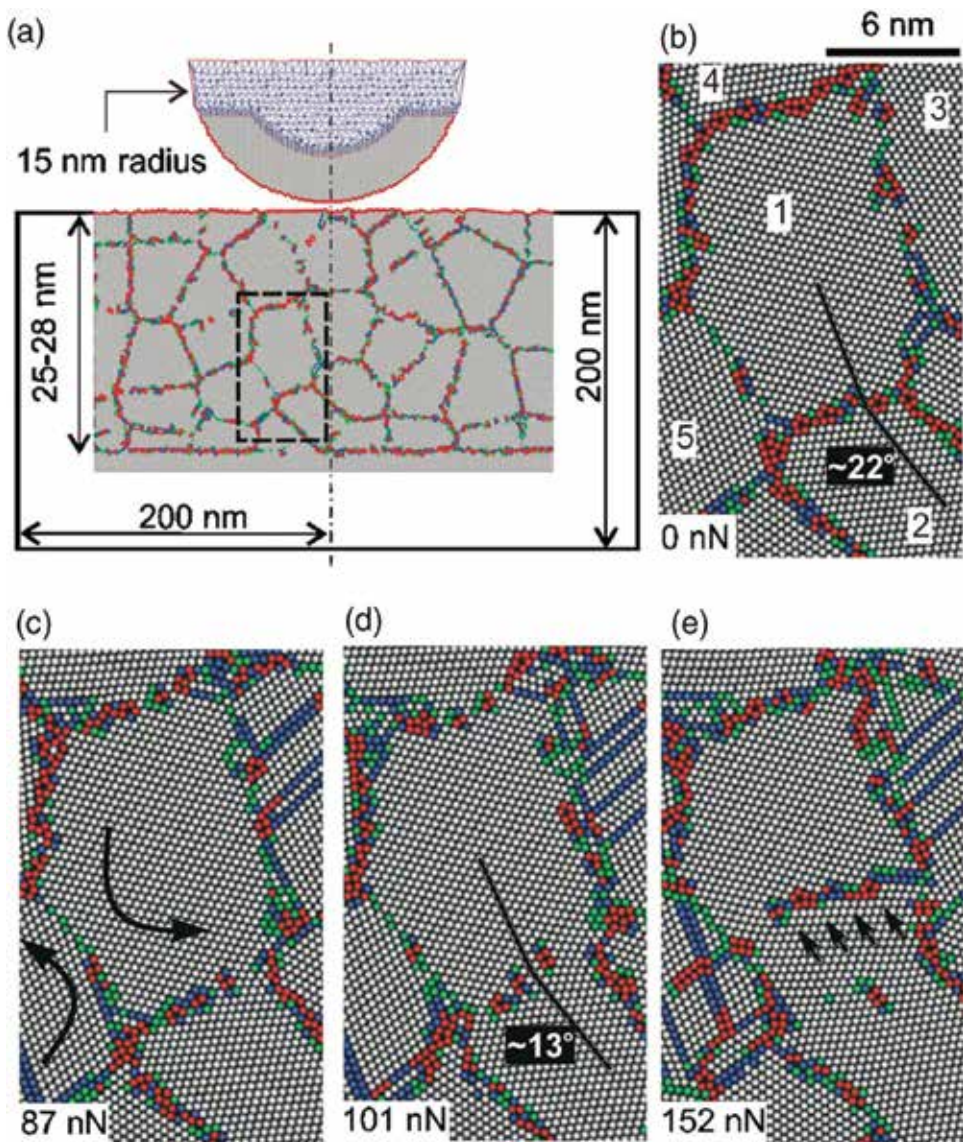 (a)
15 nm radius
25-28 nm
200 nm
200 nm
(b)
6 nm
4
3
1
5
~22°
2
0 nN
(c)
87 nN
(d)
~13°
101 nN
(e)
152 nN